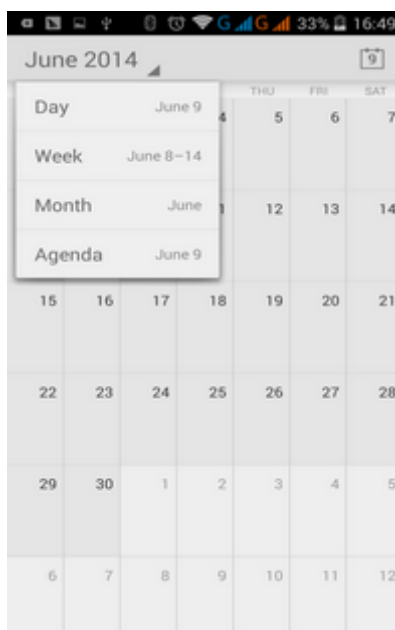 G G 33% 16:49
June 2014 9
THU FRI SAT
Day June 9 4 5 6 7
Week June 8–14
Month June 1 12 13 14
Agenda June 9
15 16 17 18 19 20 21
22 23 24 25 26 27 28
29 30 1 2 3 4 5
6 7 8 9 10 11 12